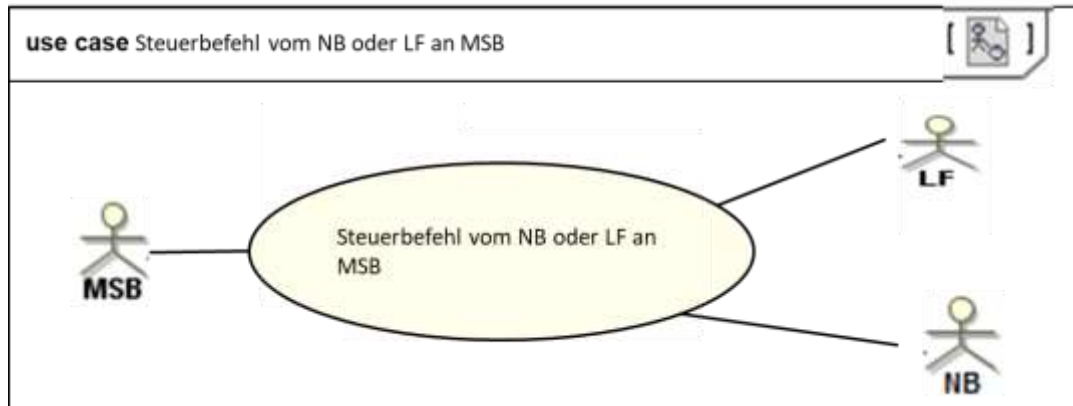 use case Steuerbefehl vom NB oder LF an MSB
LF
Steuerbefehl vom NB oder LF an
MSB
MSB
NB